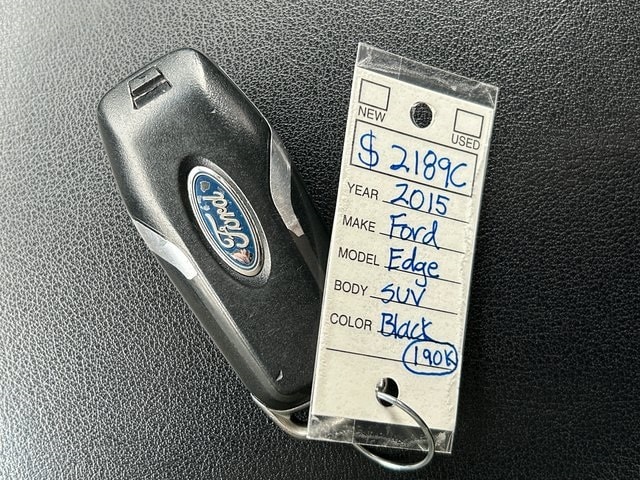 Ford
NEW
USED
$ 2189C
YEAR 2015
MAKE Ford
MODEL Edge
BODY SUV
COLOR Black
190K